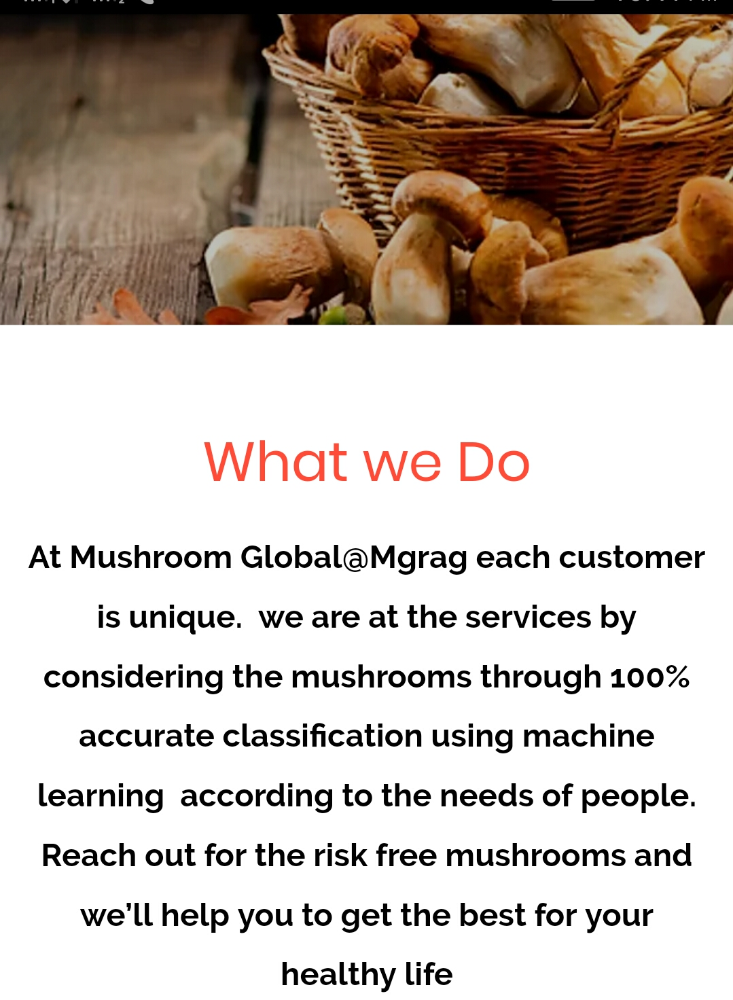 What we Do
At Mushroom Global@Mgrag each customer
is unique.  we are at the services by
considering the mushrooms through 100%
accurate classification using machine
learning  according to the needs of people.
Reach out for the risk free mushrooms and
we’ll help you to get the best for your
healthy life